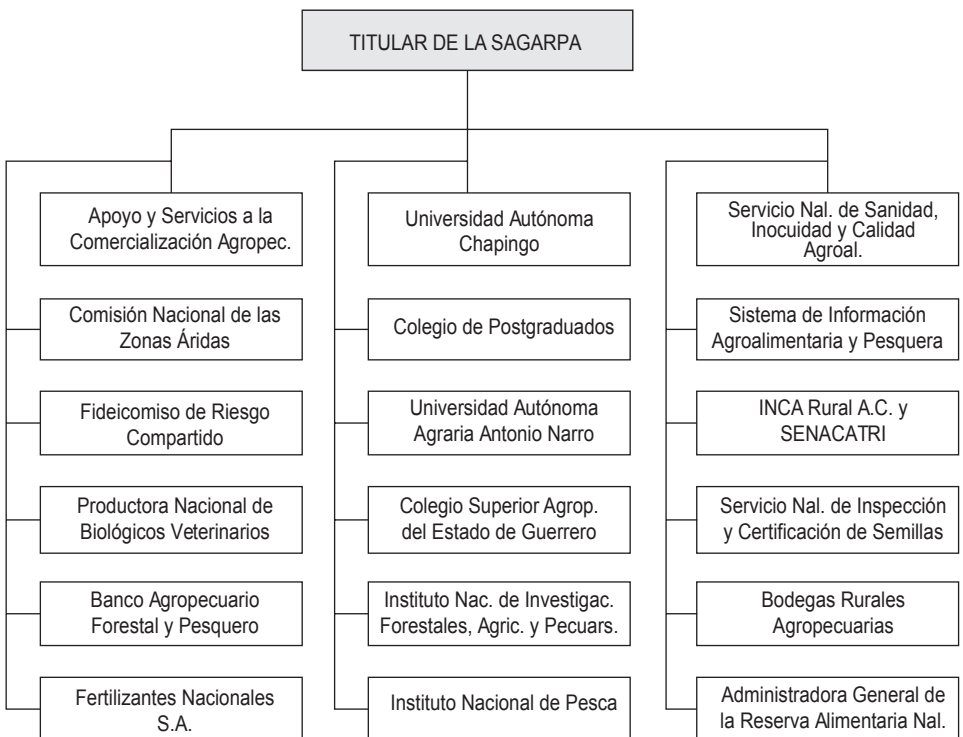 TITULAR DE LA SAGARPA
Apoyo y Servicios a la
Comercialización Agropec.
Comisión Nacional de las
Zonas Áridas
Fideicomiso de Riesgo
Compartido
Productora Nacional de
Biológicos Veterinarios
Banco Agropecuario
Forestal y Pesquero
Fertilizantes Nacionales
S.A.
Universidad Autónoma
Chapingo
Colegio de Postgraduados
Universidad Autónoma
Agraria Antonio Narro
Colegio Superior Agrop.
del Estado de Guerrero
Instituto Nac. de Investigac.
Forestales, Agric. y Pecuars.
Instituto Nacional de Pesca
Servicio Nal. de Sanidad,
Inocuidad y Calidad
Agroal.
Sistema de Información
Agroalimentaria y Pesquera
INCA Rural A.C. y
SENACATRI
Servicio Nal. de Inspección
y Certificación de Semillas
Bodegas Rurales
Agropecuarias
Administradora General de
la Reserva Alimentaria Nal.